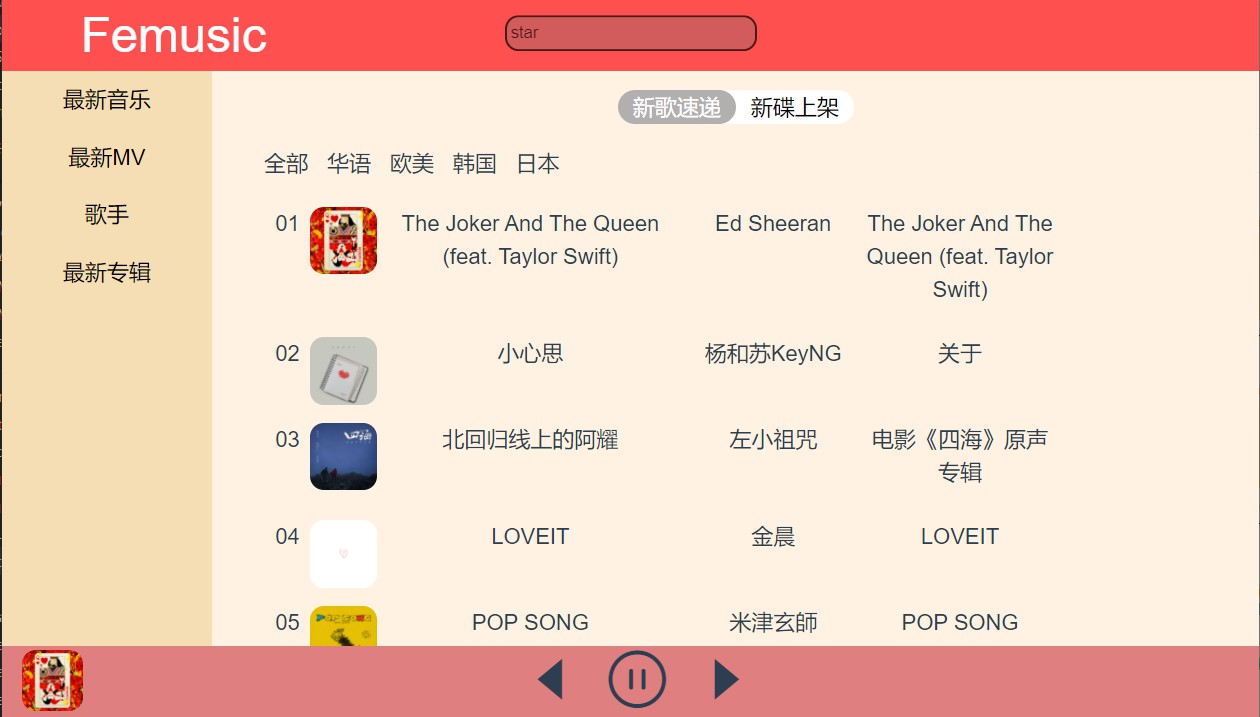 Femusic
star
最新音乐
最新MV
歌手
最新专辑
新歌速递 新碟上架
全部 华语 欧美 韩国 日本
01 The Joker And The Queen Ed Sheeran The Joker And The
(feat. Taylor Swift) Queen (feat. Taylor
Swift)
02 小心思 杨和苏KeyNG 关于
03 北回归线上的阿耀 左小祖咒 电影《四海》原声
专辑
04 LOVEIT 金晨 LOVEIT
05 POP SONG 米津玄師 POP SONG